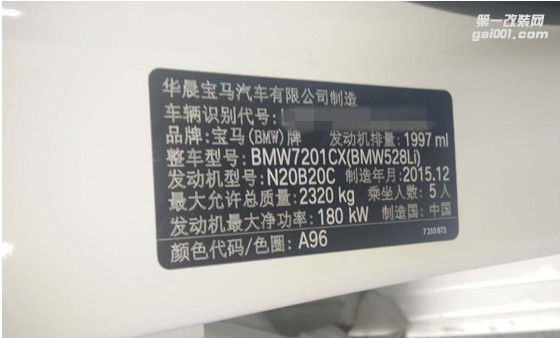 第一改装网
gai001.com
华晨宝马汽车有限公司制造
车辆识别代号:
品牌:宝马(BMW)牌 发动机排量:1997 ml
整车型号:BMW7201CX(BMW528Li)
发动机型号:N20B20C 制造年月:2015.12
最大允许总质量:2320 kg 乘坐人数:5人
发动机最大净功率:180 kW 制造国:中国
颜色代码/色圈:A96
7 310 673